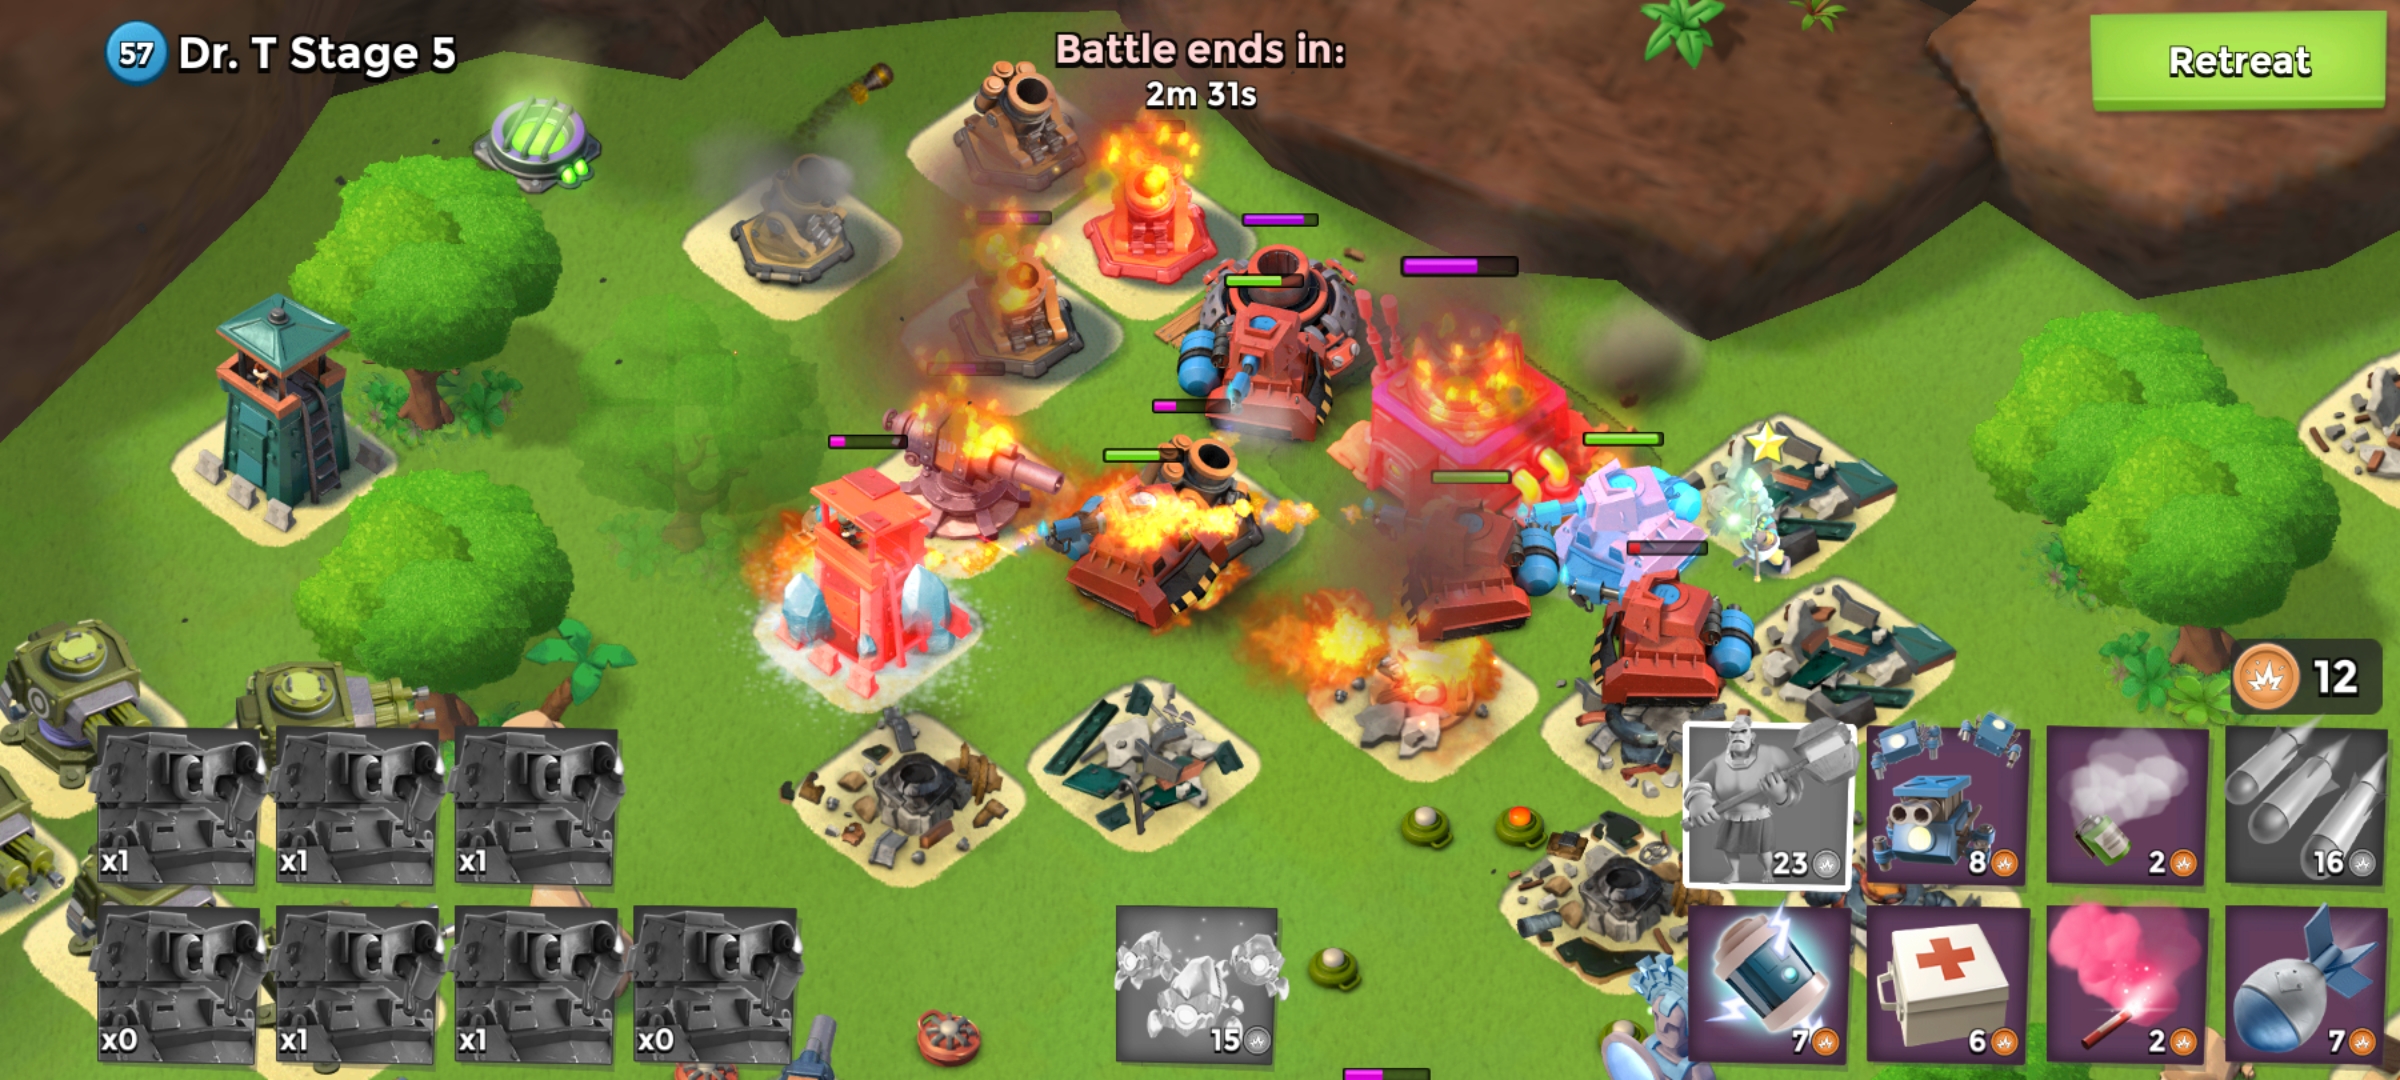 57 Dr. T Stage 5
Battle ends in:
2m 31s
Retreat
12
x1
x1
x1
23
8
2
16
x0
x1
x1
x0
15
7
6
2
7